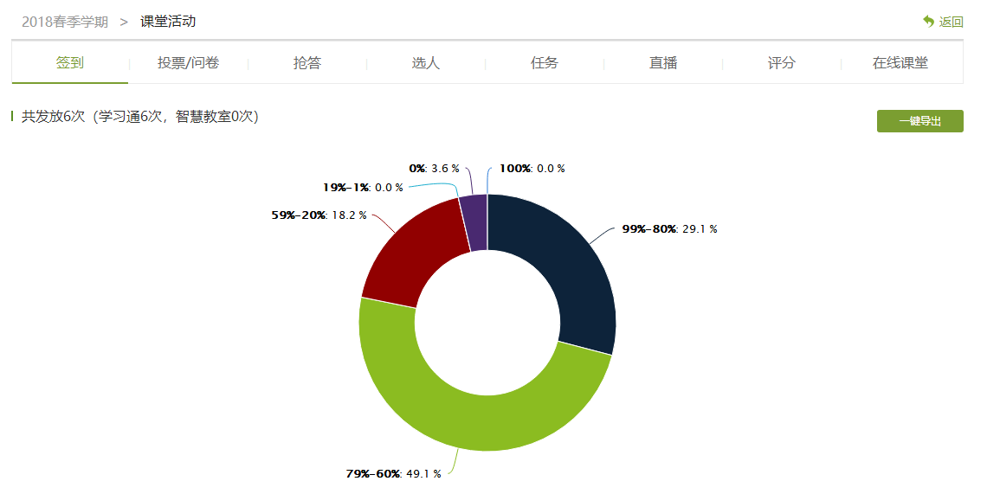 2018春季学期 > 课堂活动
返回
签到 投票/问卷 抢答 选人 任务 直播 评分 在线课堂
共发放6次（学习通6次，智慧教室0次）
一键导出
0%: 3.6 %
100%: 0.0 %
19%-1%: 0.0 %
59%-20%: 18.2 %
99%-80%: 29.1 %
79%-60%: 49.1 %